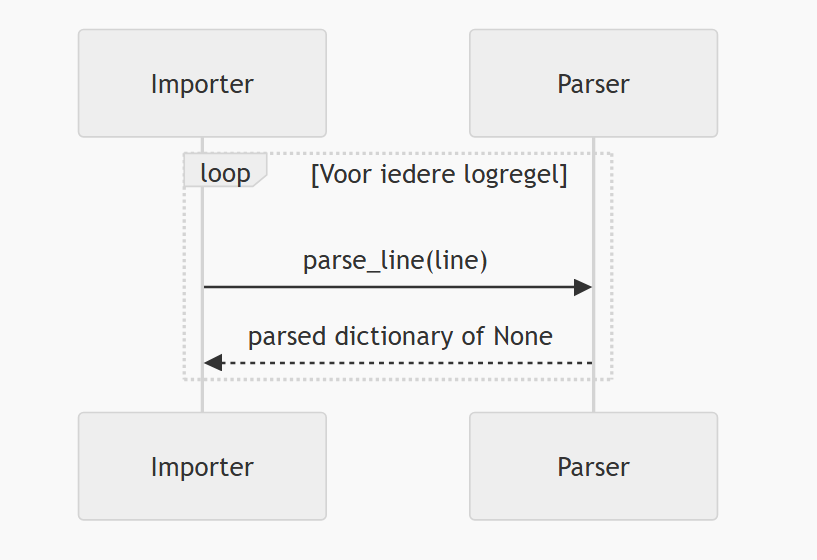 Importer
Parser
loop
[Voor iedere logregel]
parse_line(line)
parsed dictionary of None
Importer
Parser